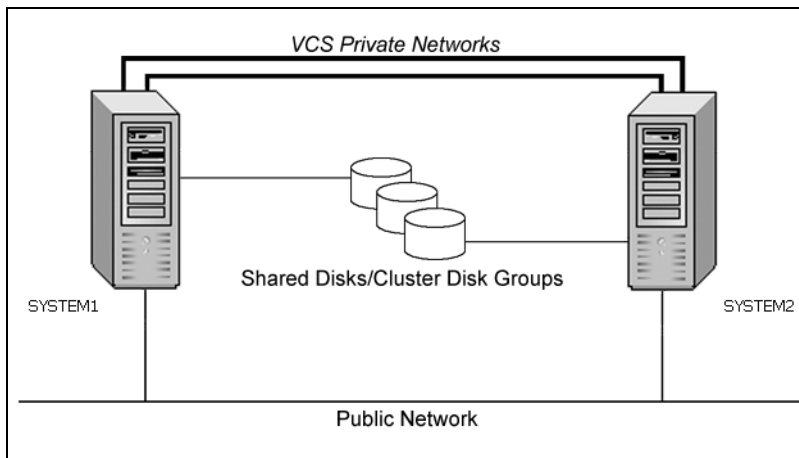 VCS Private Networks
Shared Disks/Cluster Disk Groups
SYSTEM1
SYSTEM2
Public Network